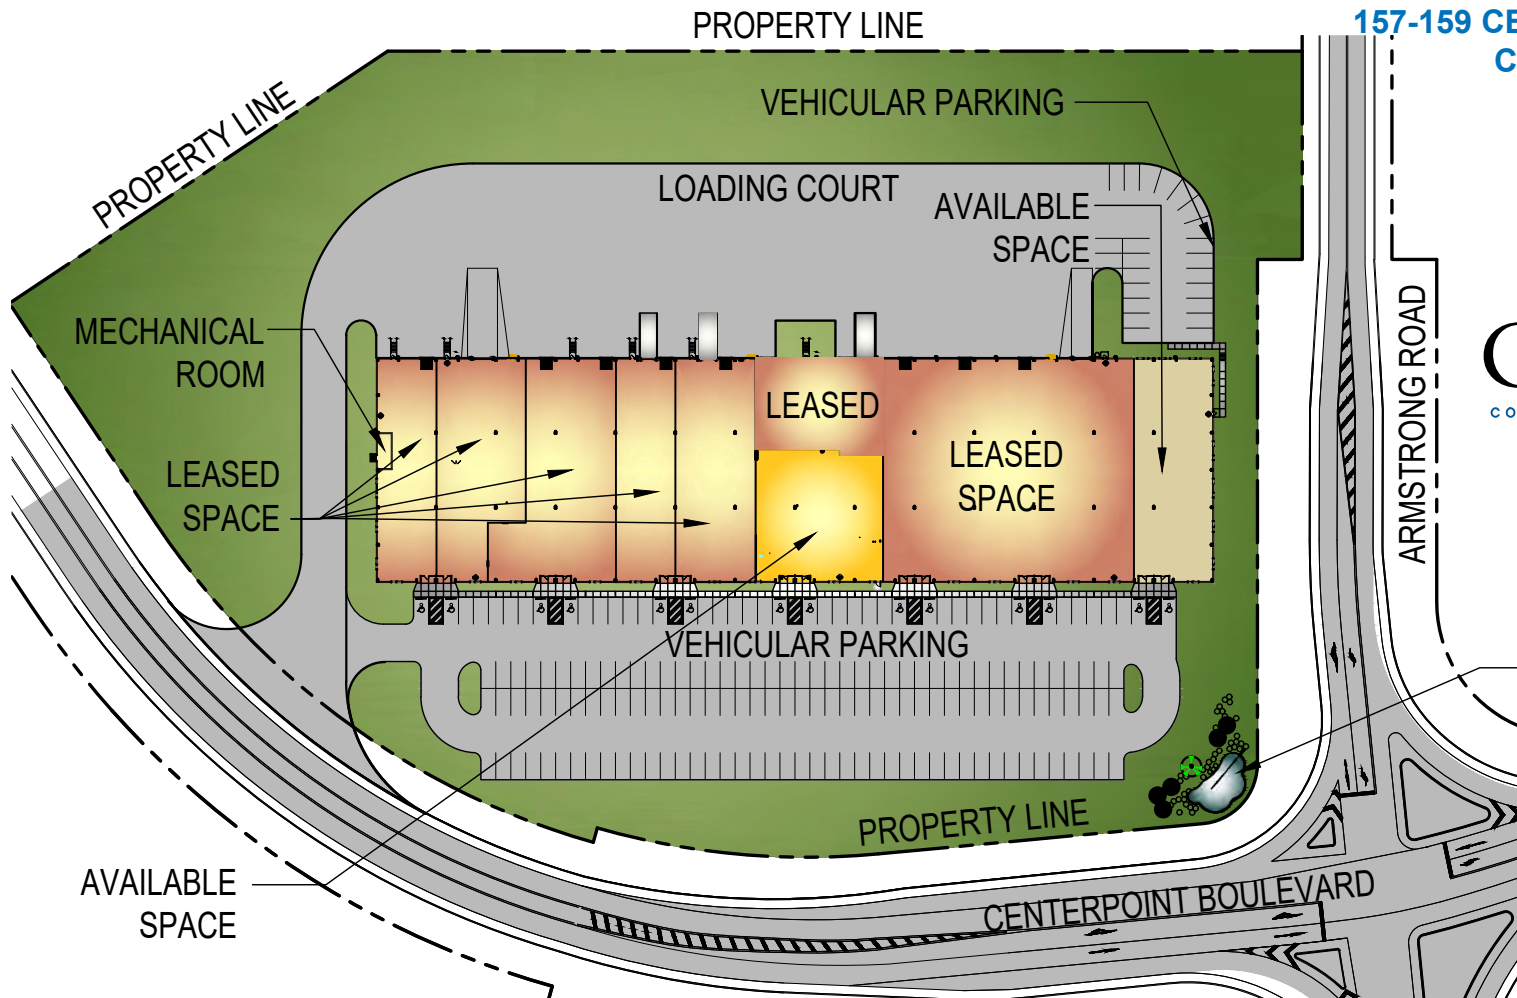 PROPERTY LINE
157-159 CE
C
PROPERTY LINE
VEHICULAR PARKING
LOADING COURT
AVAILABLE
SPACE
MECHANICAL
ROOM
ARMSTRONG ROAD
C
CO
LEASED
LEASED
SPACE
LEASED
SPACE
VEHICULAR PARKING
PROPERTY LINE
AVAILABLE
SPACE
CENTERPOINT BOULEVARD